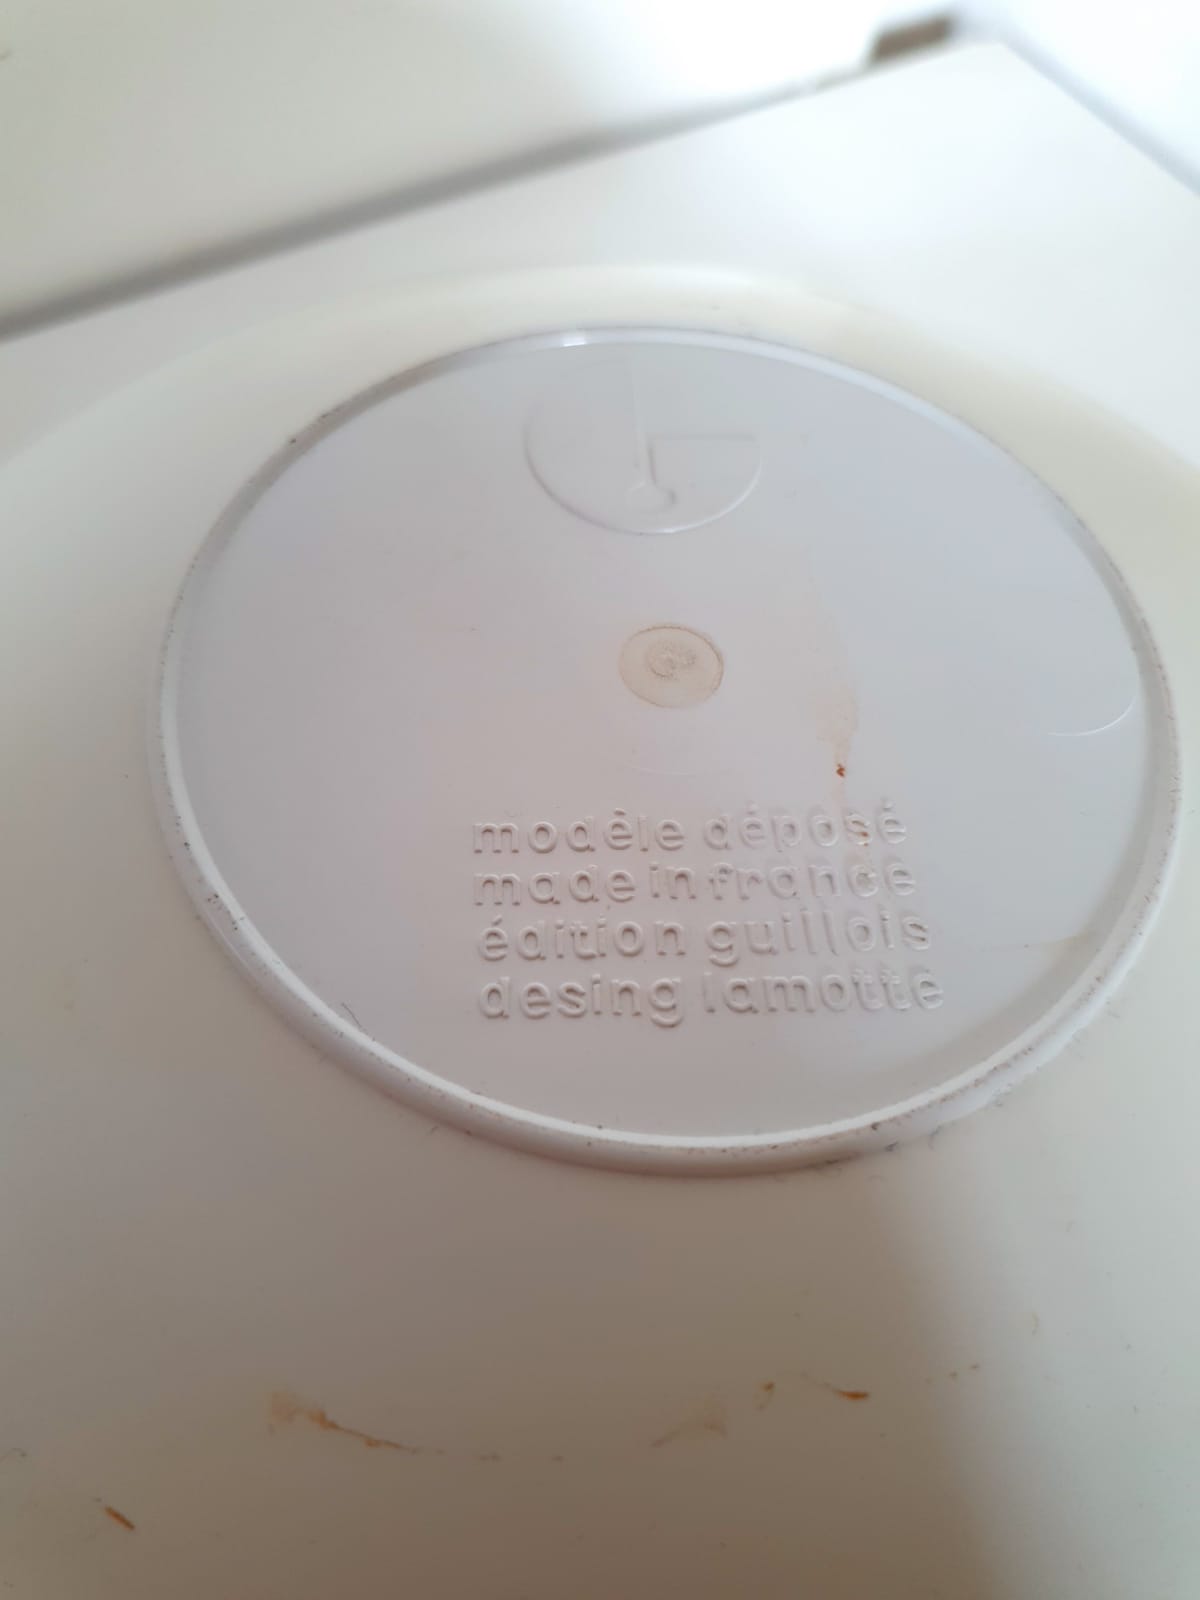 modèle déposé
made in france
édition guillois
desing lamotte